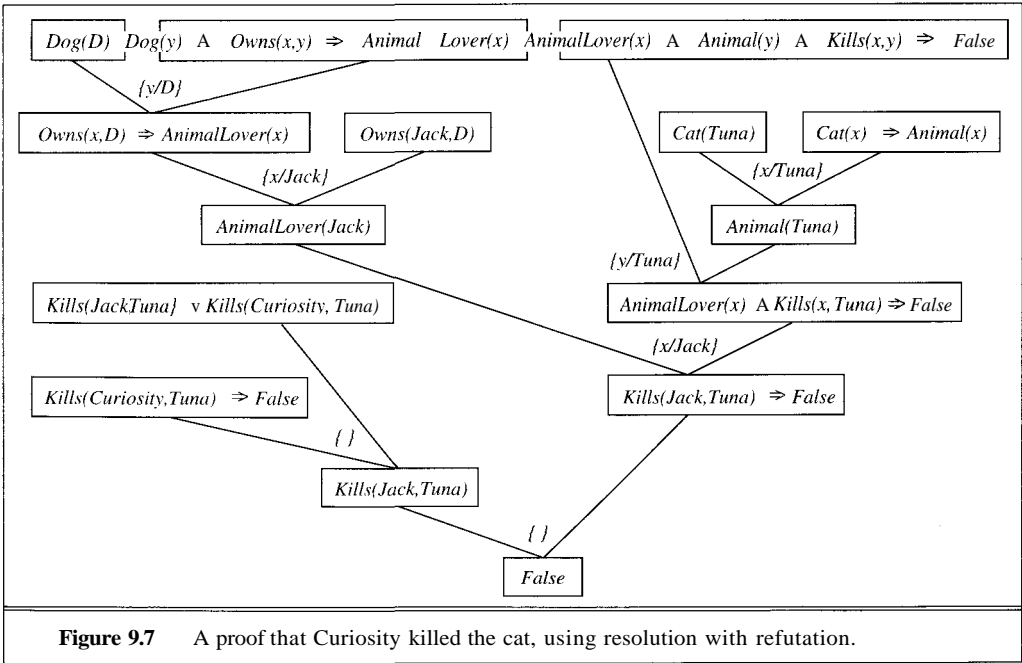 Dog(D) Dog(y) A Owns(x,y) ⇒ Animal Lover(x) AnimalLover(x) A Animal(y) A Kills(x,y) ⇒ False
{y/D}
Owns(x,D) ⇒ AnimalLover(x) Owns(Jack,D) Cat(Tuna) Cat(x) ⇒ Animal(x)
{x/Jack} {x/Tuna}
AnimalLover(Jack) Animal(Tuna)
{y/Tuna}
Kills(JackTuna} v Kills(Curiosity, Tuna) AnimalLover(x) A Kills(x, Tuna) ⇒ False
{x/Jack}
Kills(Curiosity,Tuna) ⇒ False Kills(Jack,Tuna) ⇒ False
{ }
Kills(Jack,Tuna)
{ }
False
Figure 9.7 A proof that Curiosity killed the cat, using resolution with refutation.